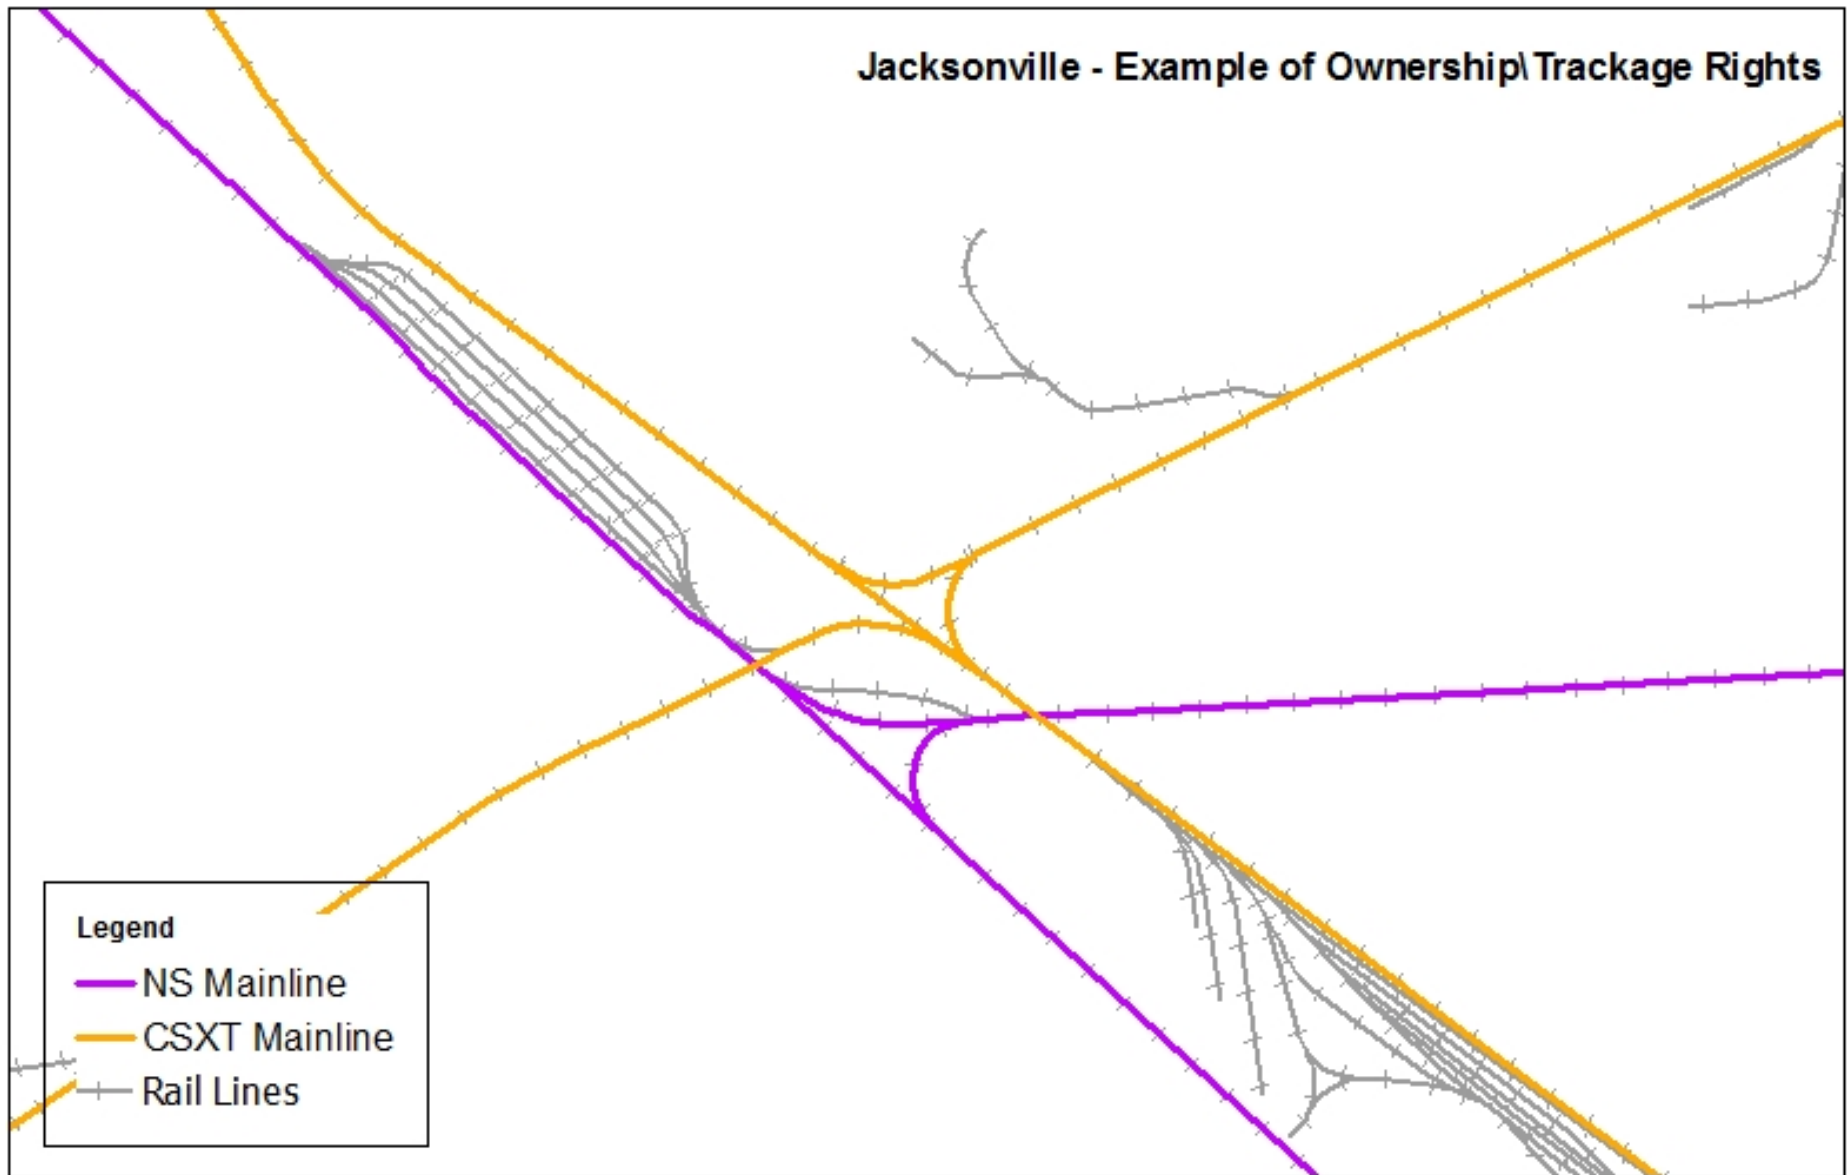 Jacksonville - Example of Ownership\Trackage Rights
Legend
NS Mainline
CSXT Mainline
Rail Lines